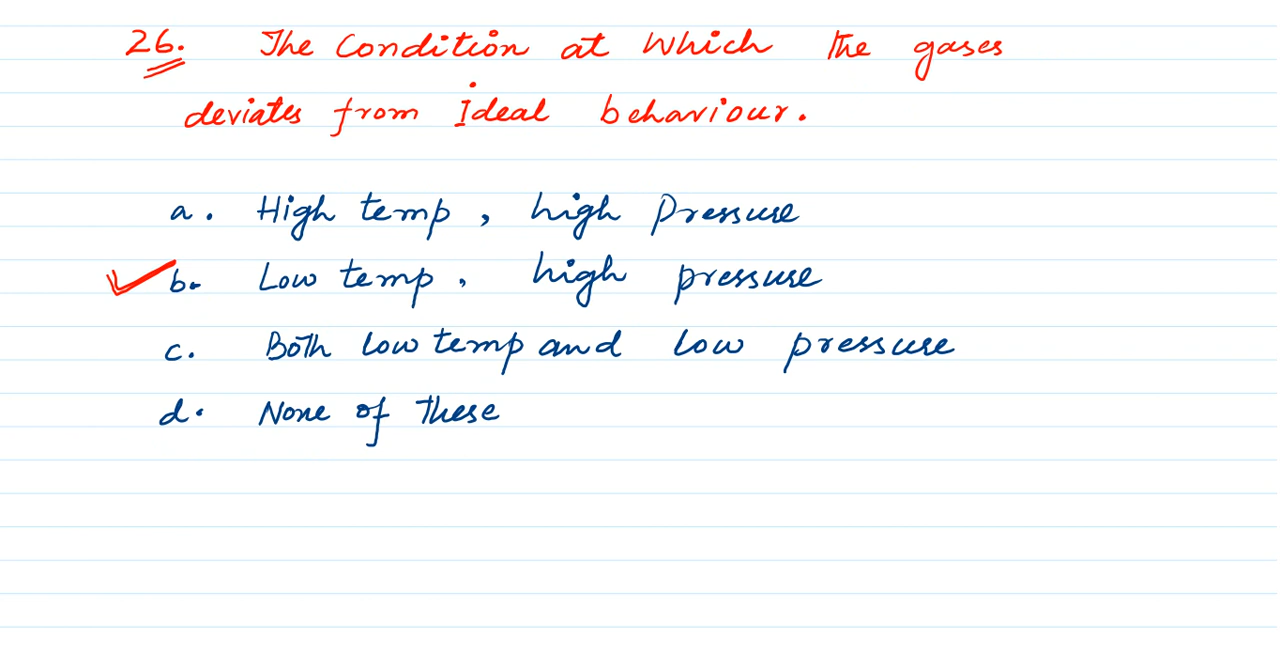 26. The Condition at Which the gases
deviates from Ideal behaviour.
a. High temp, high Pressure
b. Low temp, high pressure
c. Both low temp and low pressure
d. None of these